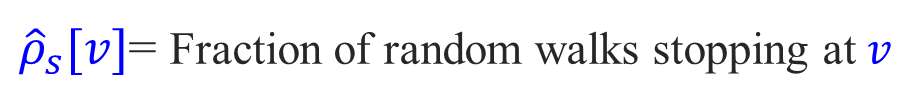 ρ̂ₛ[v]= Fraction of random walks stopping at v